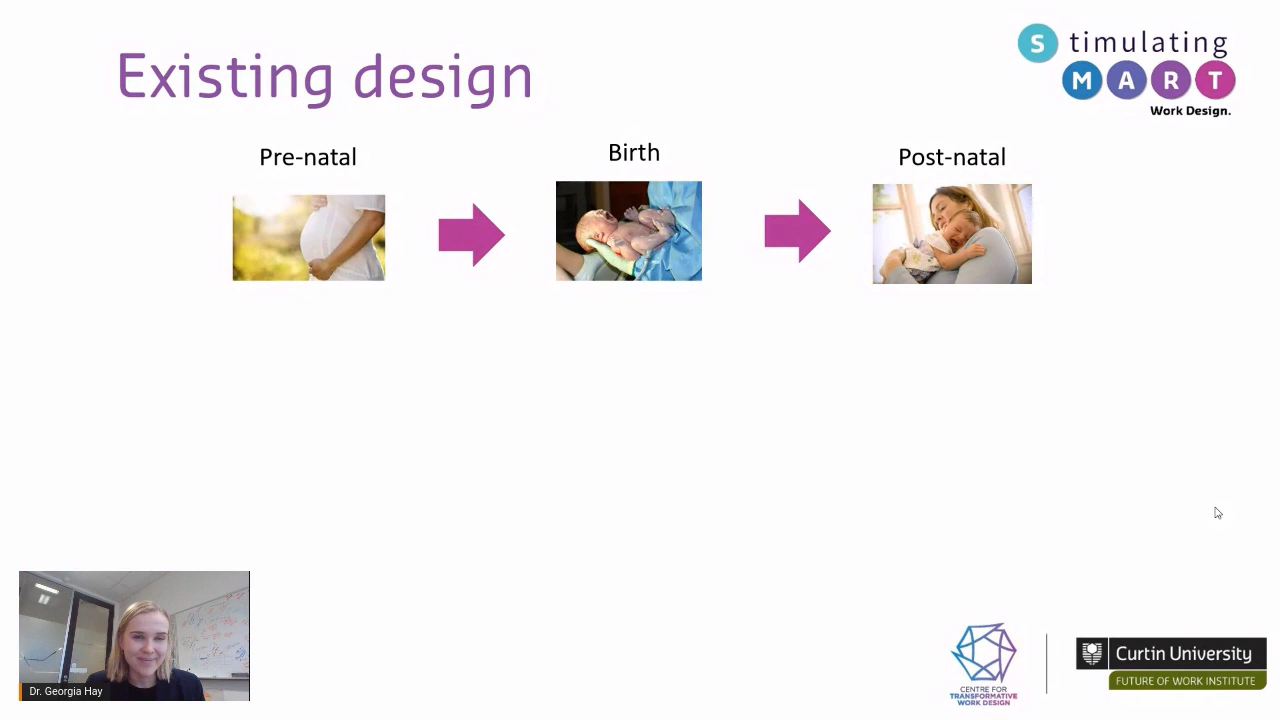 Existing design
S timulating
M A R T
Work Design.
Pre-natal
Birth
Post-natal
Dr. Georgia Hay
CENTRE FOR
TRANSFORMATIVE
WORK DESIGN
Curtin University
FUTURE OF WORK INSTITUTE